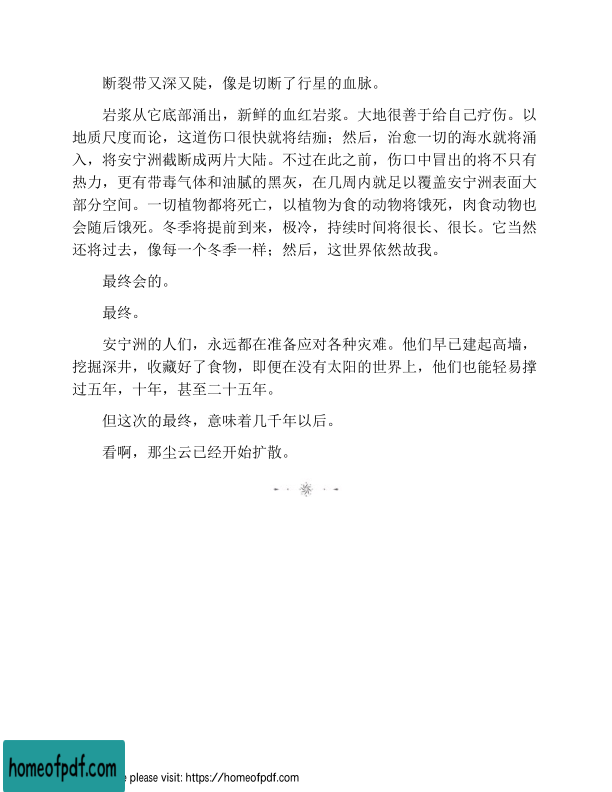 断裂带又深又陡，像是切断了行星的血脉。
岩浆从它底部涌出，新鲜的血红岩浆。大地很善于给自己疗伤。以
地质尺度而论，这道伤口很快就将结痂；然后，治愈一切的海水就将涌
入，将安宁洲截断成两片大陆。不过在此之前，伤口中冒出的将不只有
热力，更有带毒气体和油腻的黑灰，在几周内就足以覆盖安宁洲表面大
部分空间。一切植物都将死亡，以植物为食的动物将饿死，肉食动物也
会随后饿死。冬季将提前到来，极冷，持续时间将很长、很长。它当然
还将过去，像每一个冬季一样；然后，这世界依然故我。
最终会的。
最终。
安宁洲的人们，永远都在准备应对各种灾难。他们早已建起高墙，
挖掘深井，收藏好了食物，即便在没有太阳的世界上，他们也能轻易撑
过五年，十年，甚至二十五年。
但这次的最终，意味着几千年以后。
看啊，那尘云已经开始扩散。
homeofpdf.com
e please visit: https://homeofpdf.com